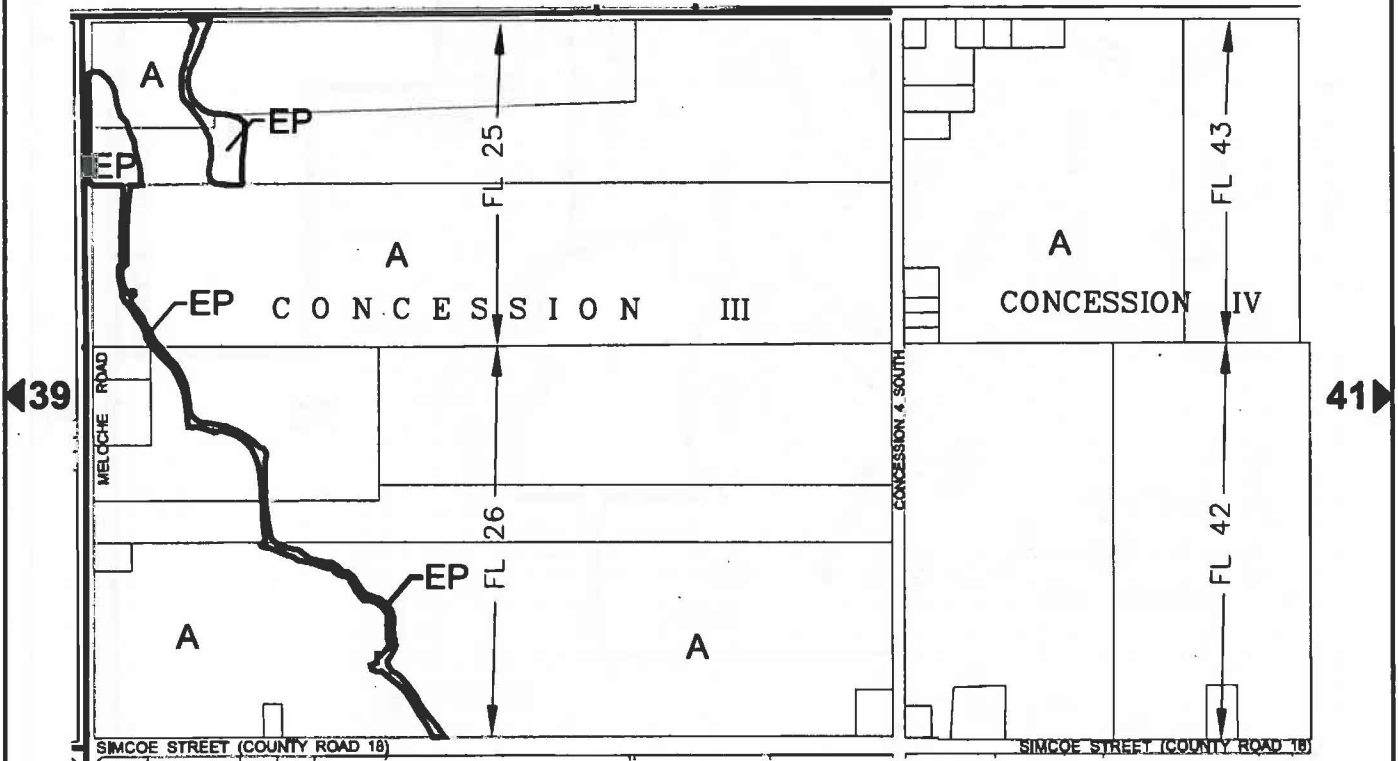 A
EP
EP
FL 25
FL 43
A
A
EP
CONCESSION III
CONCESSION IV
39
MELOCHE ROAD
CONCESSION 4 SOUTH
41
FL 26
FL 42
EP
A
A
SIMCOE STREET (COUNTY ROAD 18)
SIMCOE STREET (COUNTY ROAD 18)